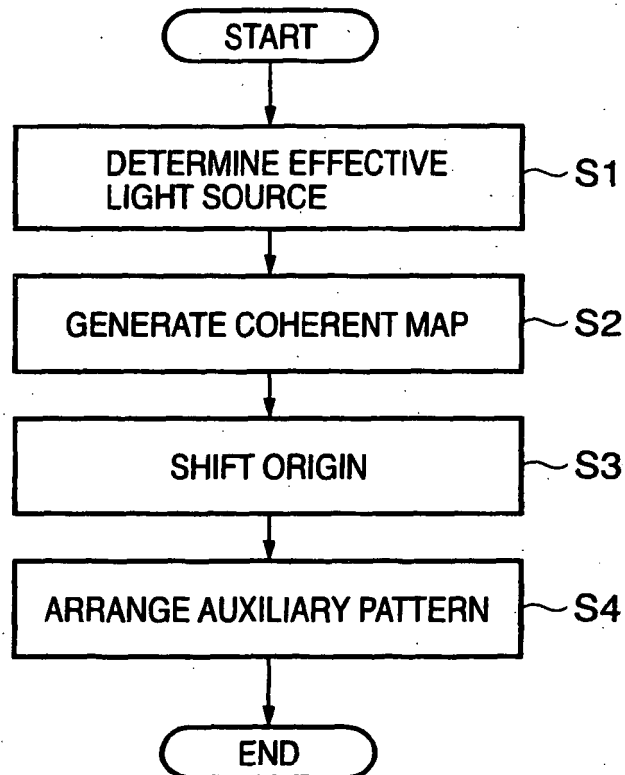 START
DETERMINE EFFECTIVE
LIGHT SOURCE
S1
GENERATE COHERENT MAP
S2
SHIFT ORIGIN
S3
ARRANGE AUXILIARY PATTERN
S4
END